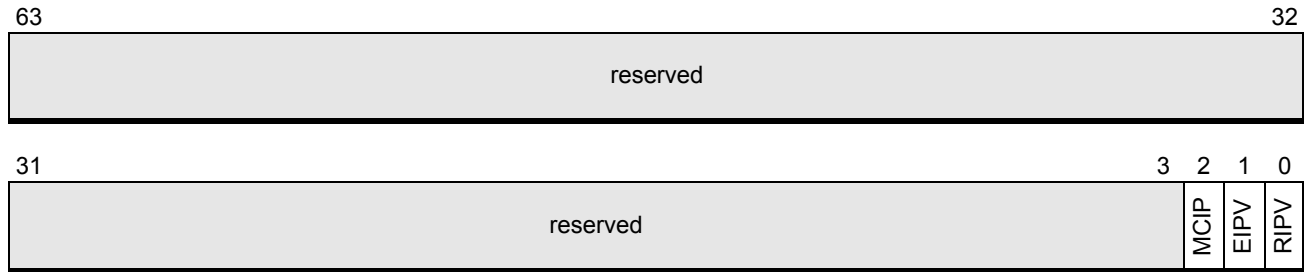 63 32
reserved
31 3 2 1 0
reserved MCIP EIPV RIPV